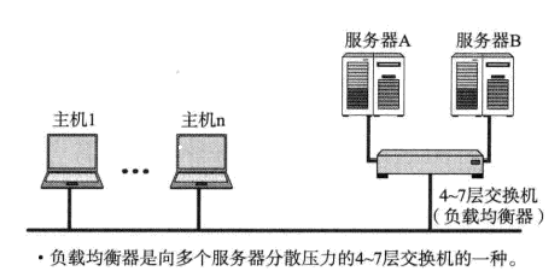 服务器A
服务器B
主机1
主机n
4~7层交换机
（负载均衡器）
·负载均衡器是向多个服务器分散压力的4~7层交换机的一种。